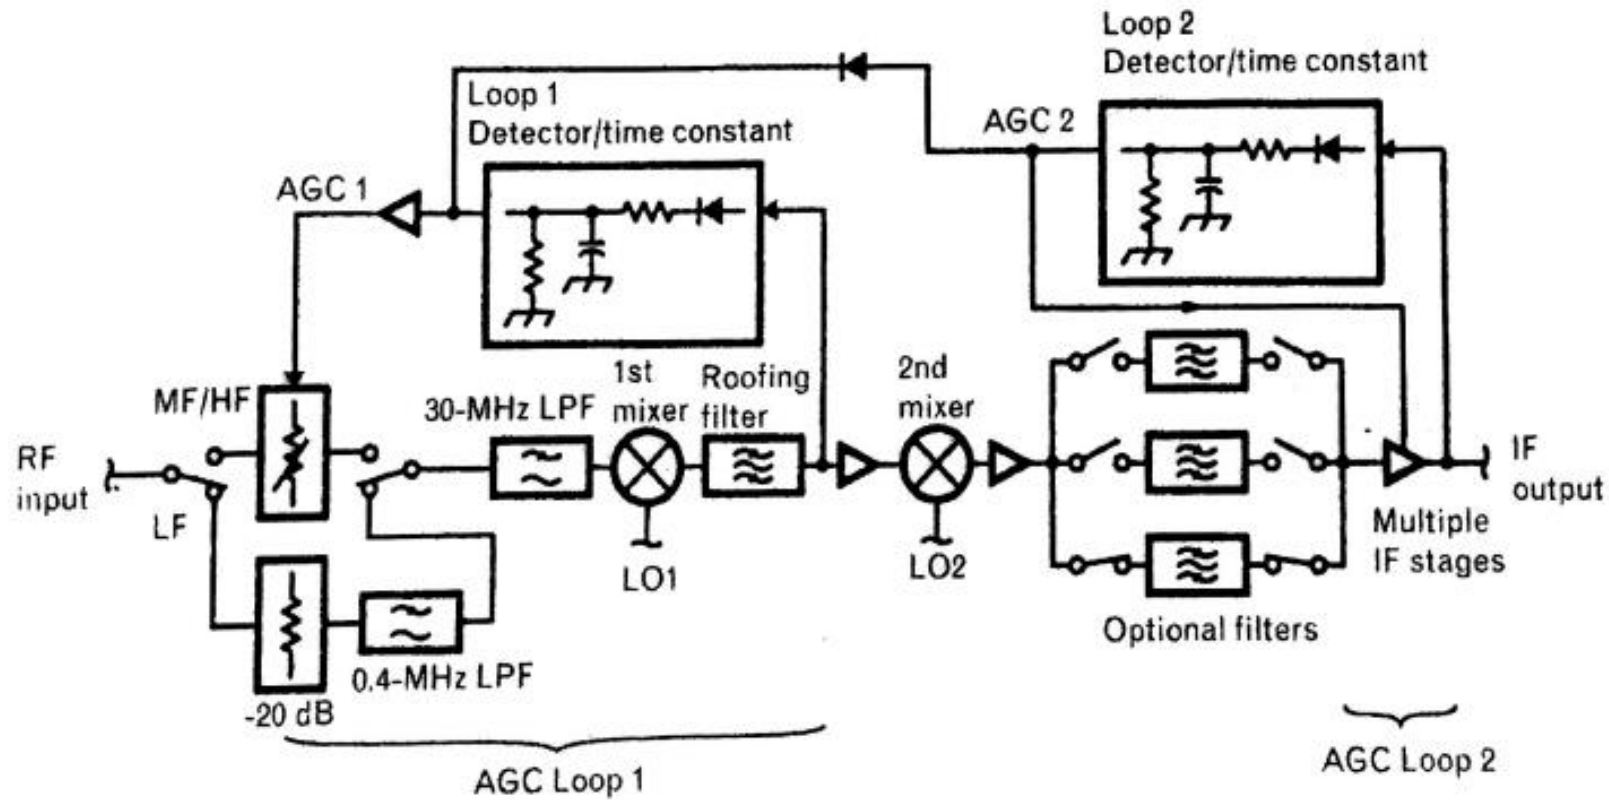 Loop 2
Detector/time constant
Loop 1
Detector/time constant
AGC 2
AGC 1
MF/HF
30-MHz LPF
1st
mixer
Roofing
filter
2nd
mixer
RF
input
LF
LO1
LO2
IF
output
Multiple
IF stages
Optional filters
0.4-MHz LPF
-20 dB
AGC Loop 1
AGC Loop 2